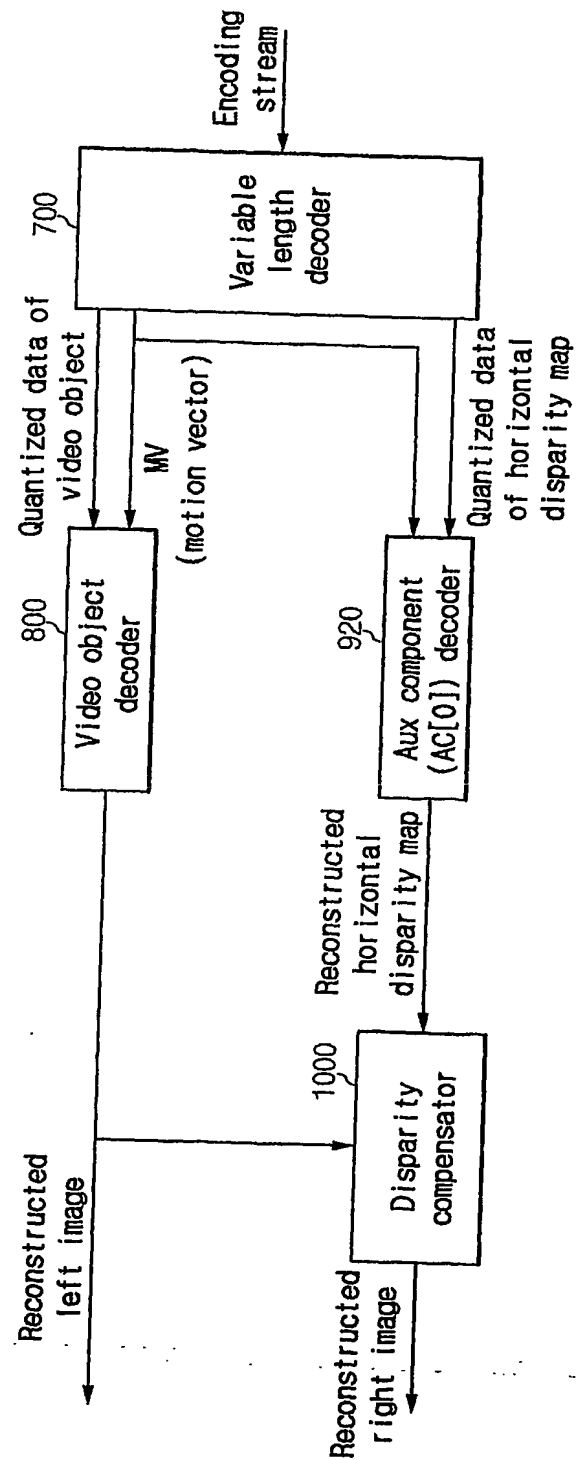 Encoding
stream
700
Variable
length
decoder
Quantized data of
video object
MV
(motion vector)
Quantized data
of horizontal
disparity map
800
Video object
decoder
920
Aux component
(AC[0]) decoder
Reconstructed
horizontal
disparity map
1000
Disparity
compensator
Reconstructed
left image
Reconstructed
right image